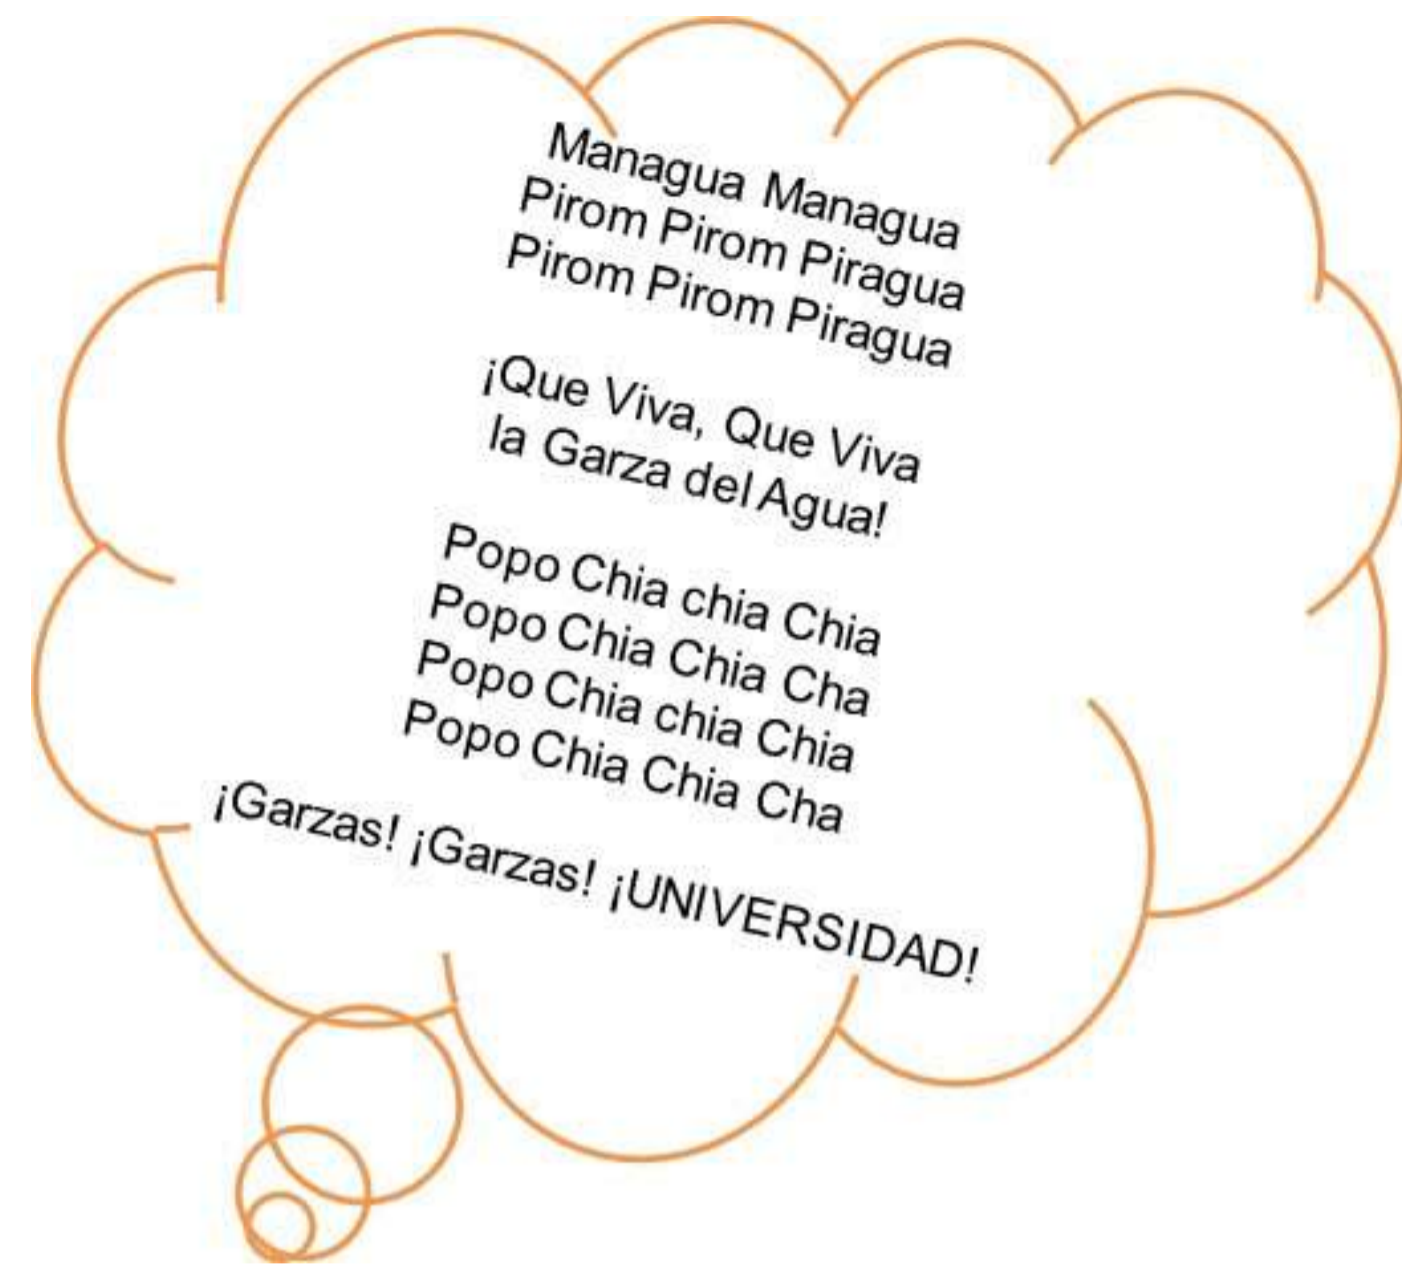 Managua Managua
Pirom Pirom Piragua
Pirom Pirom Piragua
¡Que Viva, Que Viva
la Garza del Agua!
Popo Chia chia Chia
Popo Chia Chia Cha
Popo Chia chia Chia
Popo Chia Chia Cha
¡Garzas! ¡Garzas! ¡UNIVERSIDAD!